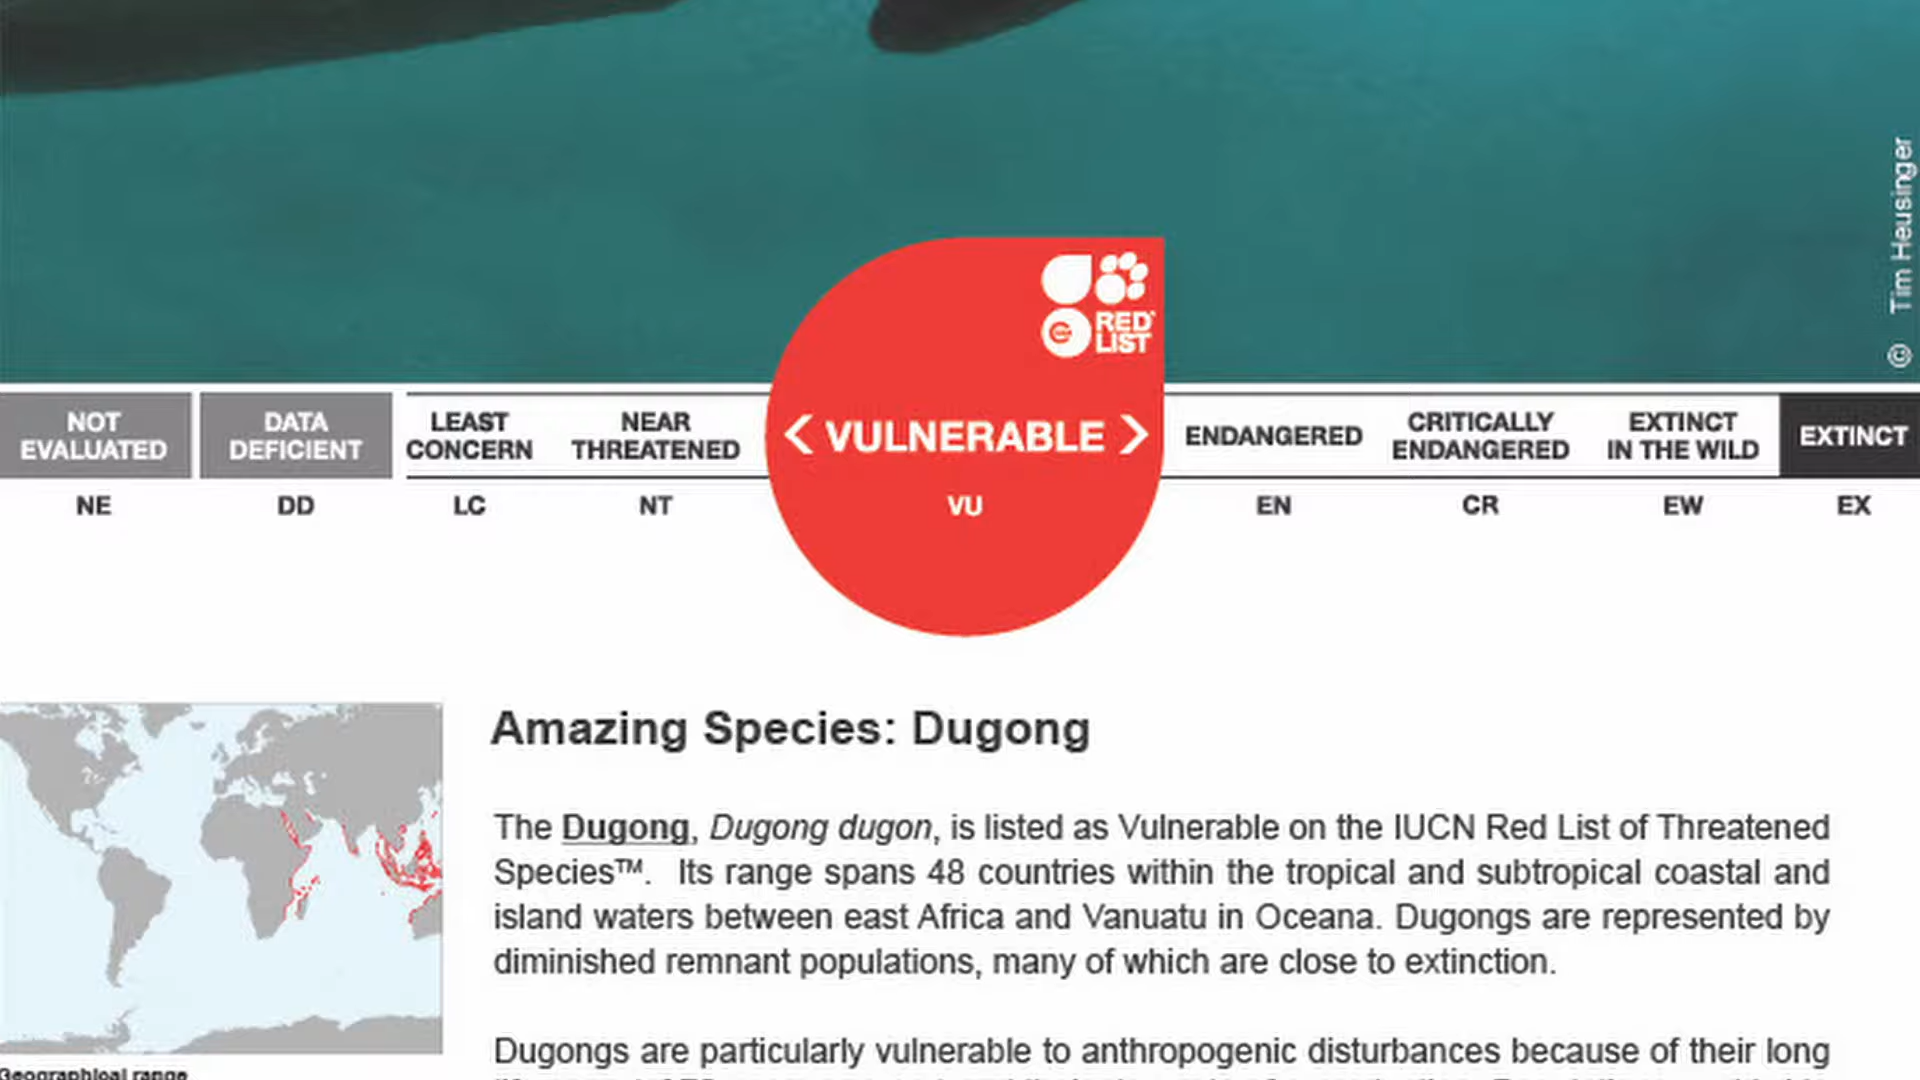 © Tim Heusinger
RED
LIST
NOT
EVALUATED
DATA
DEFICIENT
LEAST
CONCERN
NEAR
THREATENED
< VULNERABLE >
ENDANGERED
CRITICALLY
ENDANGERED
EXTINCT
IN THE WILD
EXTINCT
NE DD LC NT VU EN CR EW EX
Amazing Species: Dugong
The Dugong, Dugong dugon, is listed as Vulnerable on the IUCN Red List of Threatened
Species™. Its range spans 48 countries within the tropical and subtropical coastal and
island waters between east Africa and Vanuatu in Oceana. Dugongs are represented by
diminished remnant populations, many of which are close to extinction.
Dugongs are particularly vulnerable to anthropogenic disturbances because of their long
Geographical range